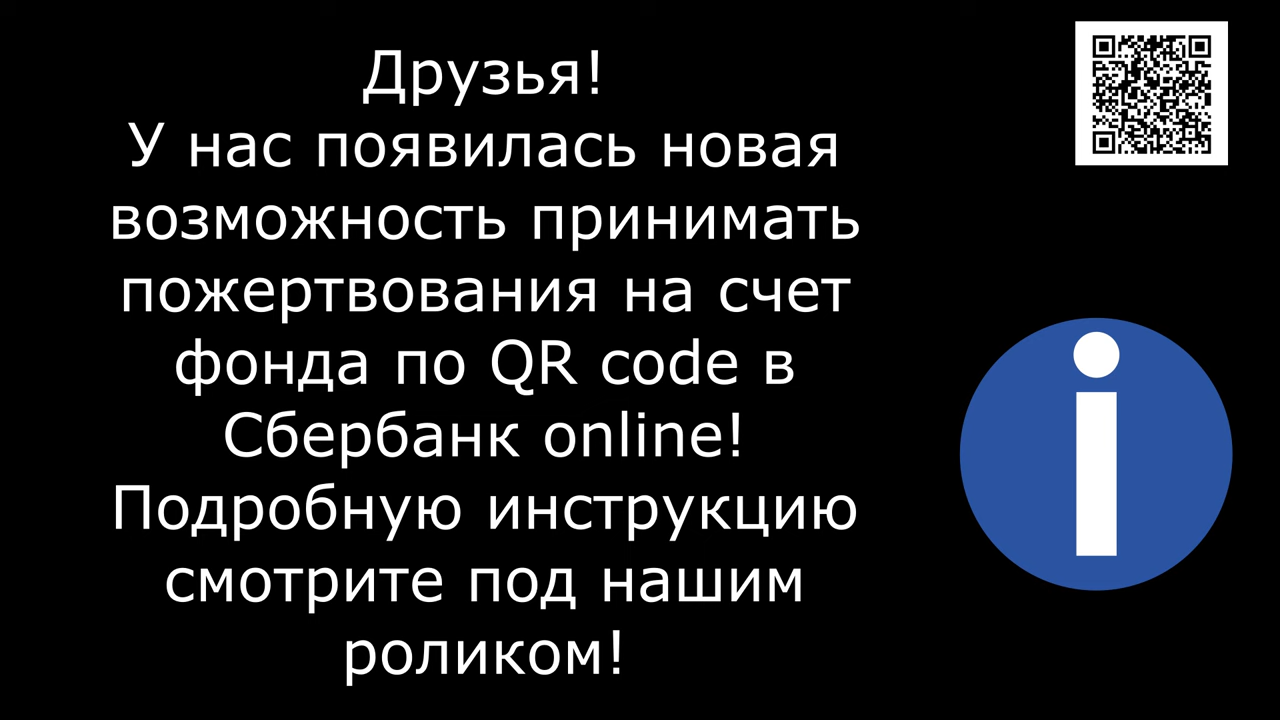 Друзья!
У нас появилась новая
возможность принимать
пожертвования на счет
фонда по QR code в
Сбербанк online!
Подробную инструкцию
смотрите под нашим
роликом!